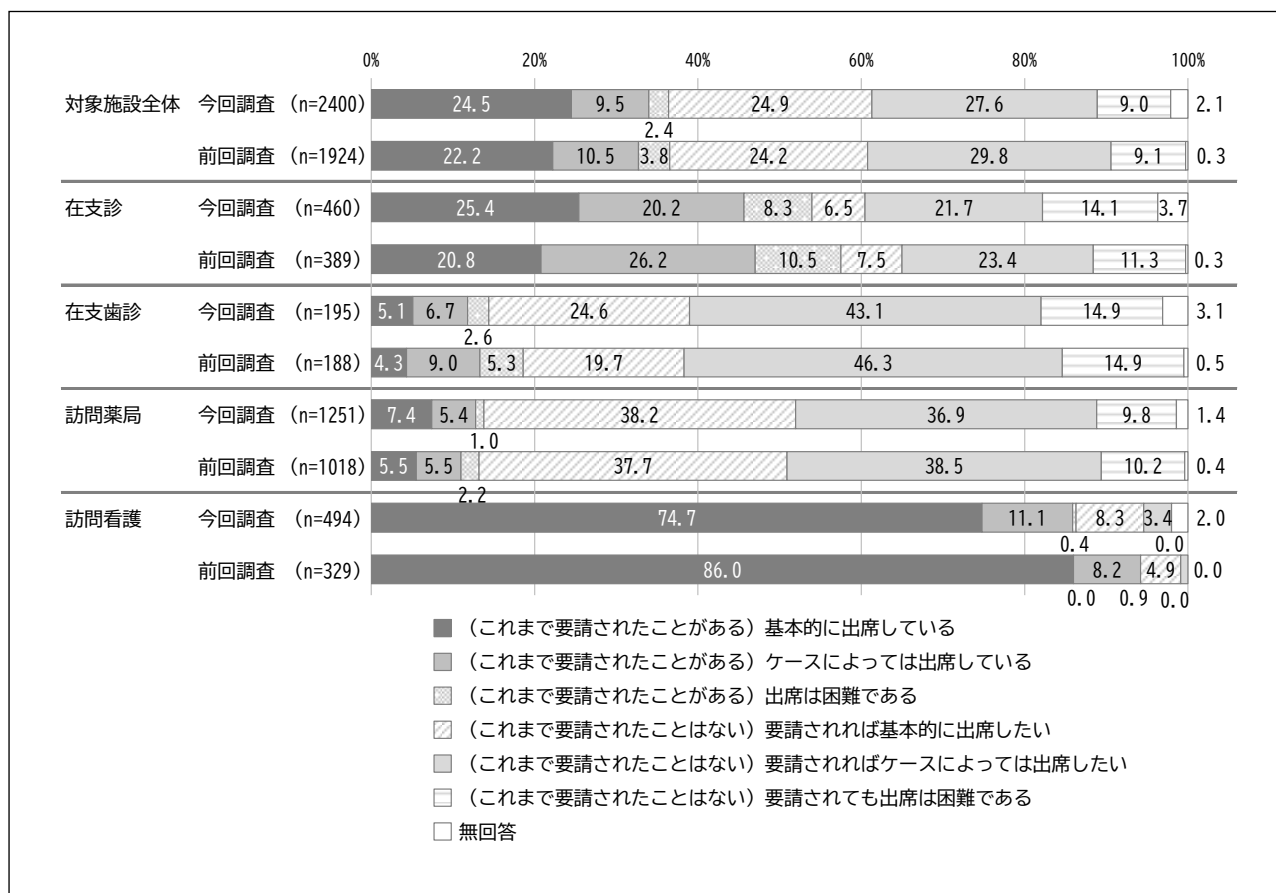 0% 20% 40% 60% 80% 100%
対象施設全体 今回調査 (n=2400) 24.5 9.5 24.9 27.6 9.0 2.1
2.4
前回調査 (n=1924) 22.2 10.5 3.8 24.2 29.8 9.1 0.3
在支診 今回調査 (n=460) 25.4 20.2 8.3 6.5 21.7 14.1 3.7
前回調査 (n=389) 20.8 26.2 10.5 7.5 23.4 11.3 0.3
在支歯診 今回調査 (n=195) 5.1 6.7 24.6 43.1 14.9 3.1
2.6
前回調査 (n=188) 4.3 9.0 5.3 19.7 46.3 14.9 0.5
訪問薬局 今回調査 (n=1251) 7.4 5.4 38.2 36.9 9.8 1.4
1.0
前回調査 (n=1018) 5.5 5.5 37.7 38.5 10.2 0.4
2.2
訪問看護 今回調査 (n=494) 74.7 11.1 8.3 3.4 2.0
0.4 0.0
前回調査 (n=329) 86.0 8.2 4.9 0.0
0.0 0.9 0.0
（これまで要請されたことがある）基本的に出席している
（これまで要請されたことがある）ケースによっては出席している
（これまで要請されたことがある）出席は困難である
（これまで要請されたことはない）要請されれば基本的に出席したい
（これまで要請されたことはない）要請されればケースによっては出席したい
（これまで要請されたことはない）要請されても出席は困難である
無回答